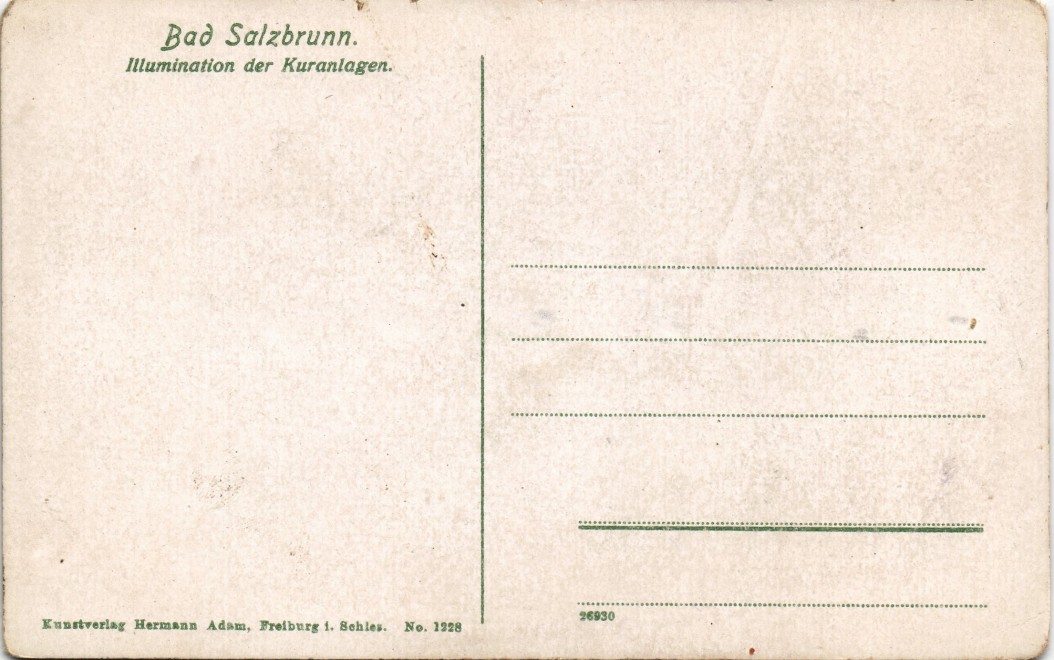 Bad Salzbrunn.
Illumination der Kuranlagen.
Kunstverlag Hermann Adam, Freiburg i. Schles. No. 1228
26930